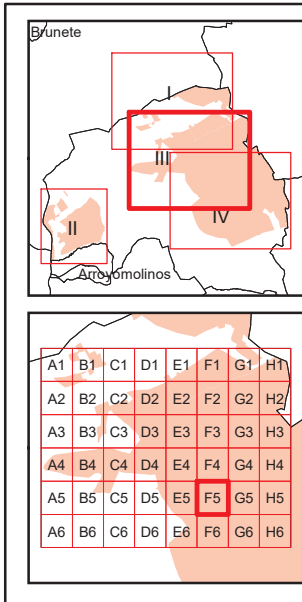 Brunete
I
III
II
IV
Arroyomolinos
A1 B1 C1 D1 E1 F1 G1 H1
A2 B2 C2 D2 E2 F2 G2 H2
A3 B3 C3 D3 E3 F3 G3 H3
A4 B4 C4 D4 E4 F4 G4 H4
A5 B5 C5 D5 E5 F5 G5 H5
A6 B6 C6 D6 E6 F6 G6 H6